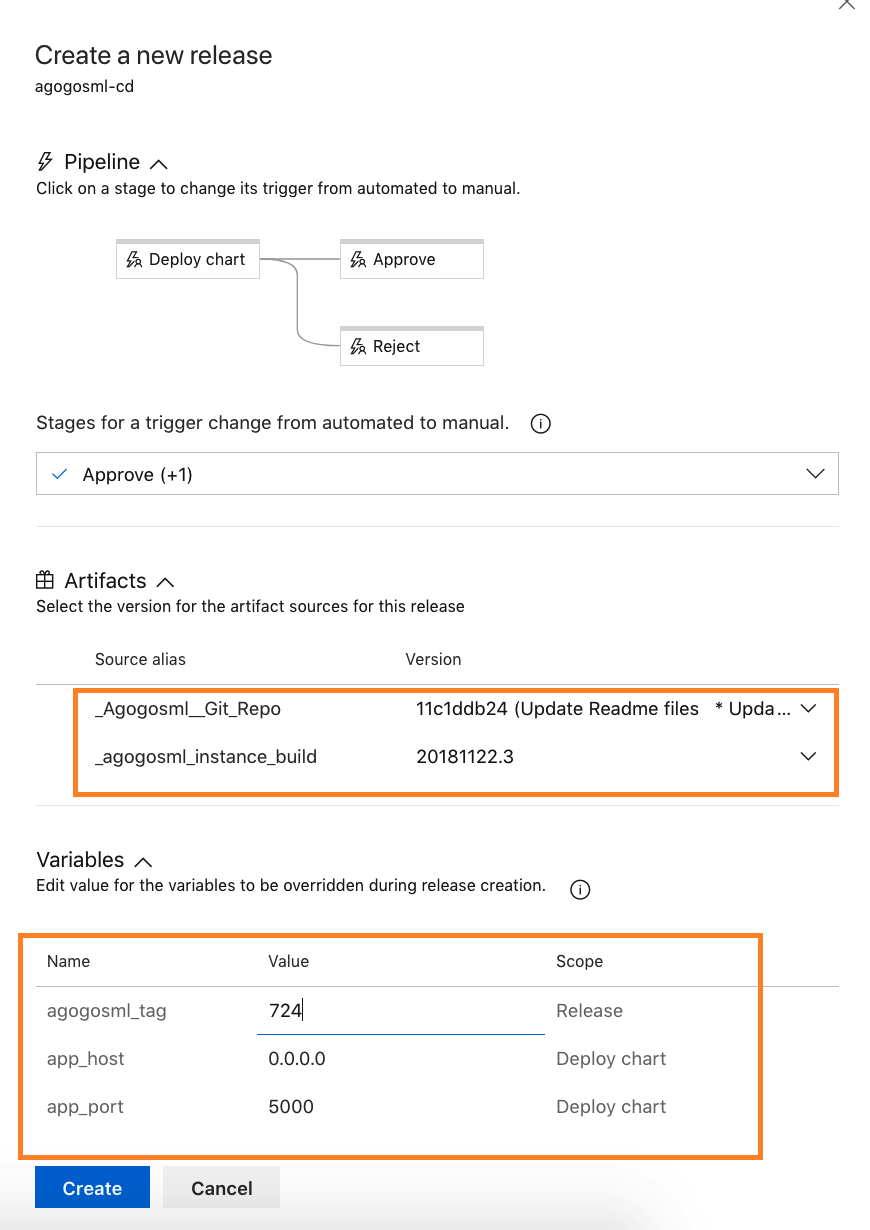 Create a new release
agogosml-cd
Pipeline
Click on a stage to change its trigger from automated to manual.
Deploy chart
Approve
Reject
Stages for a trigger change from automated to manual.
Approve (+1)
Artifacts
Select the version for the artifact sources for this release
Source alias Version
_Agogosml__Git_Repo 11c1ddb24 (Update Readme files * Upda...
_agogosml_instance_build 20181122.3
Variables
Edit value for the variables to be overridden during release creation.
Name Value Scope
agogosml_tag 724 Release
app_host 0.0.0.0 Deploy chart
app_port 5000 Deploy chart
Create Cancel